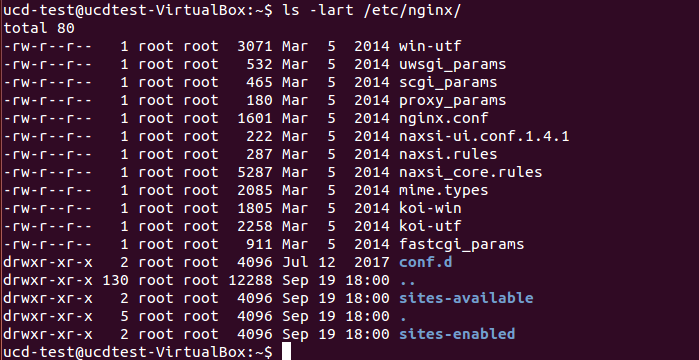 ucd-test@ucdtest-VirtualBox:~$ ls -lart /etc/nginx/
total 80
-rw-r--r--   1 root root  3071 Mar  5  2014 win-utf
-rw-r--r--   1 root root   532 Mar  5  2014 uwsgi_params
-rw-r--r--   1 root root   465 Mar  5  2014 scgi_params
-rw-r--r--   1 root root   180 Mar  5  2014 proxy_params
-rw-r--r--   1 root root  1601 Mar  5  2014 nginx.conf
-rw-r--r--   1 root root   222 Mar  5  2014 naxsi-ui.conf.1.4.1
-rw-r--r--   1 root root   287 Mar  5  2014 naxsi.rules
-rw-r--r--   1 root root  5287 Mar  5  2014 naxsi_core.rules
-rw-r--r--   1 root root  2085 Mar  5  2014 mime.types
-rw-r--r--   1 root root  1805 Mar  5  2014 koi-win
-rw-r--r--   1 root root  2258 Mar  5  2014 koi-utf
-rw-r--r--   1 root root   911 Mar  5  2014 fastcgi_params
drwxr-xr-x   2 root root  4096 Jul 12  2017 conf.d
drwxr-xr-x 130 root root 12288 Sep 19 18:00 ..
drwxr-xr-x   2 root root  4096 Sep 19 18:00 sites-available
drwxr-xr-x   5 root root  4096 Sep 19 18:00 .
drwxr-xr-x   2 root root  4096 Sep 19 18:00 sites-enabled
ucd-test@ucdtest-VirtualBox:~$